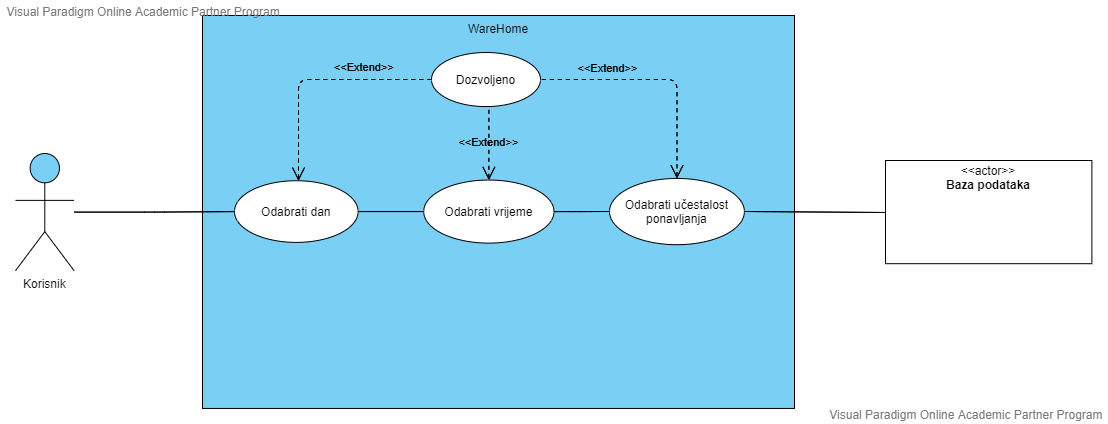 Visual Paradigm Online Academic Partner Program
WareHome
<<Extend>>
Dozvoljeno
<<Extend>>
<<Extend>>
Odabrati dan
Odabrati vrijeme
Odabrati učestalost
ponavljanja
<<actor>>
Baza podataka
Korisnik
Visual Paradigm Online Academic Partner Program